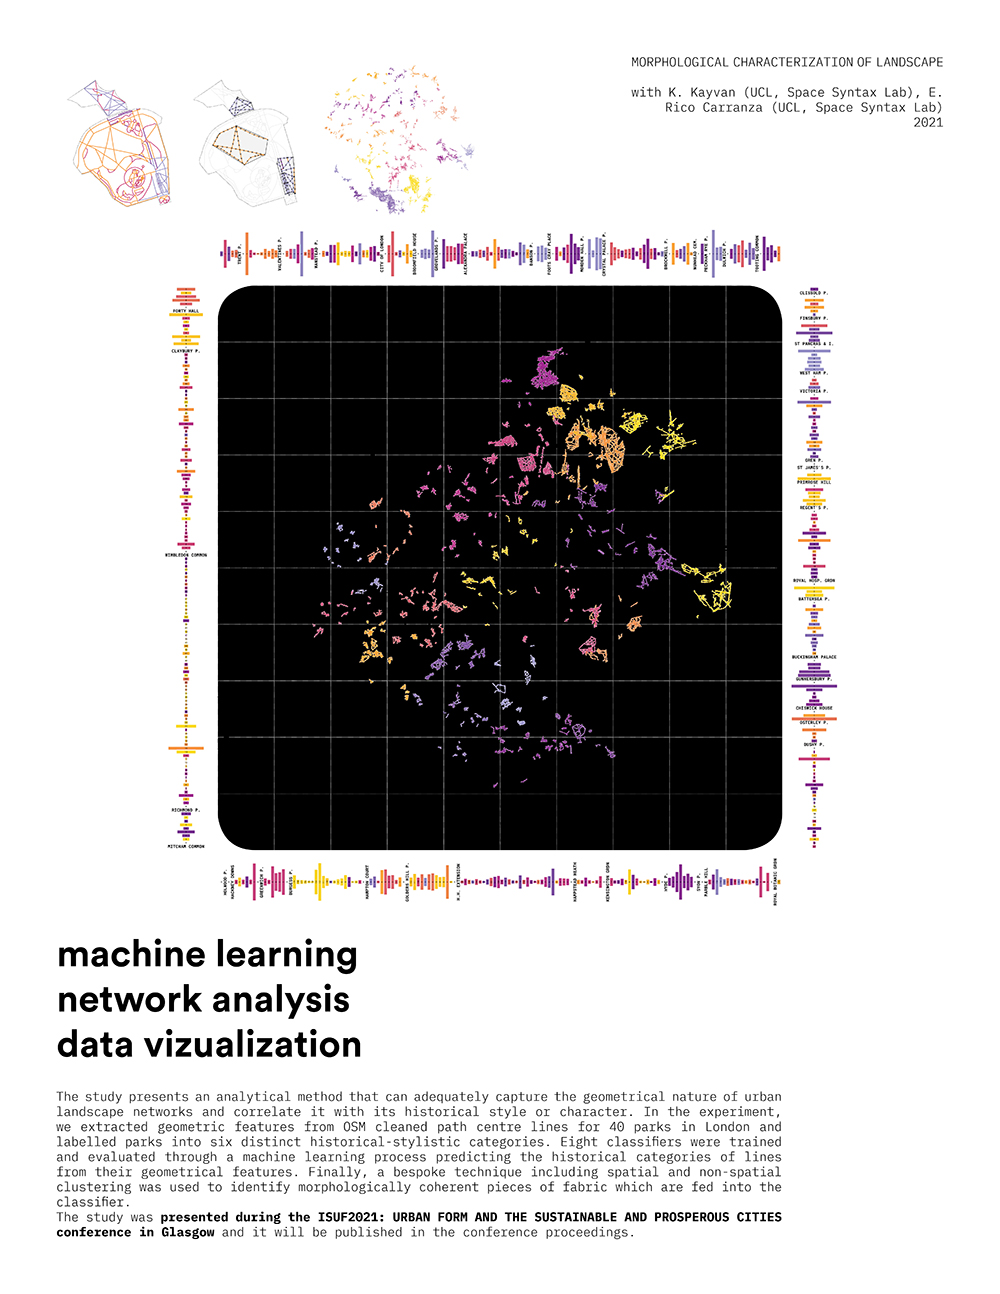 MORPHOLOGICAL CHARACTERIZATION OF LANDSCAPE
with K. Kayvan (UCL, Space Syntax Lab), E.
Rico Carranza (UCL, Space Syntax Lab)
2021
TRENT P.
CITY OF LONDON
BROOMFIELD HOUSE
GROVELANDS P.
ALEXANDRA PALACE
FOOTS CRAY PLACE
CRYSTAL PALACE P.
BROCKWELL P.
PECKHAM RYE P.
DULWICH P.
TOOTING COMMON
FORTY HALL
CLAYBURY P.
WIMBLEDON COMMON
RICHMOND P.
MITCHAM COMMON
CLISSOLD P.
FINSBURY P.
ST PANCRAS & I.
WEST HAM P.
VICTORIA P.
GREEN P.
ST JAMES'S P.
PRIMROSE HILL
REGENT'S P.
ROYAL HOSP. GRDN
BATTERSEA P.
BUCKINGHAM PALACE
GUNNERSBURY P.
CHISWICK HOUSE
OSTERLEY P.
BUSHY P.
HOLWOOD P.
HACKNEY DOWNS
GREENWICH P.
BURGESS P.
HAMPTON COURT
GOLDERS HILL P.
H.H. EXTENSION
HAMPSTEAD HEATH
KENSINGTON GRDN
HYDE P.
SYON P.
MARBLE HILL
ROYAL BOTANIC GRDN
machine learning
network analysis
data vizualization
The study presents an analytical method that can adequately capture the geometrical nature of urban
landscape networks and correlate it with its historical style or character. In the experiment,
we extracted geometric features from OSM cleaned path centre lines for 40 parks in London and
labelled parks into six distinct historical-stylistic categories. Eight classifiers were trained
and evaluated through a machine learning process predicting the historical categories of lines
from their geometrical features. Finally, a bespoke technique including spatial and non-spatial
clustering was used to identify morphologically coherent pieces of fabric which are fed into the
classifier.
The study was presented during the ISUF2021: URBAN FORM AND THE SUSTAINABLE AND PROSPEROUS CITIES
conference in Glasgow and it will be published in the conference proceedings.